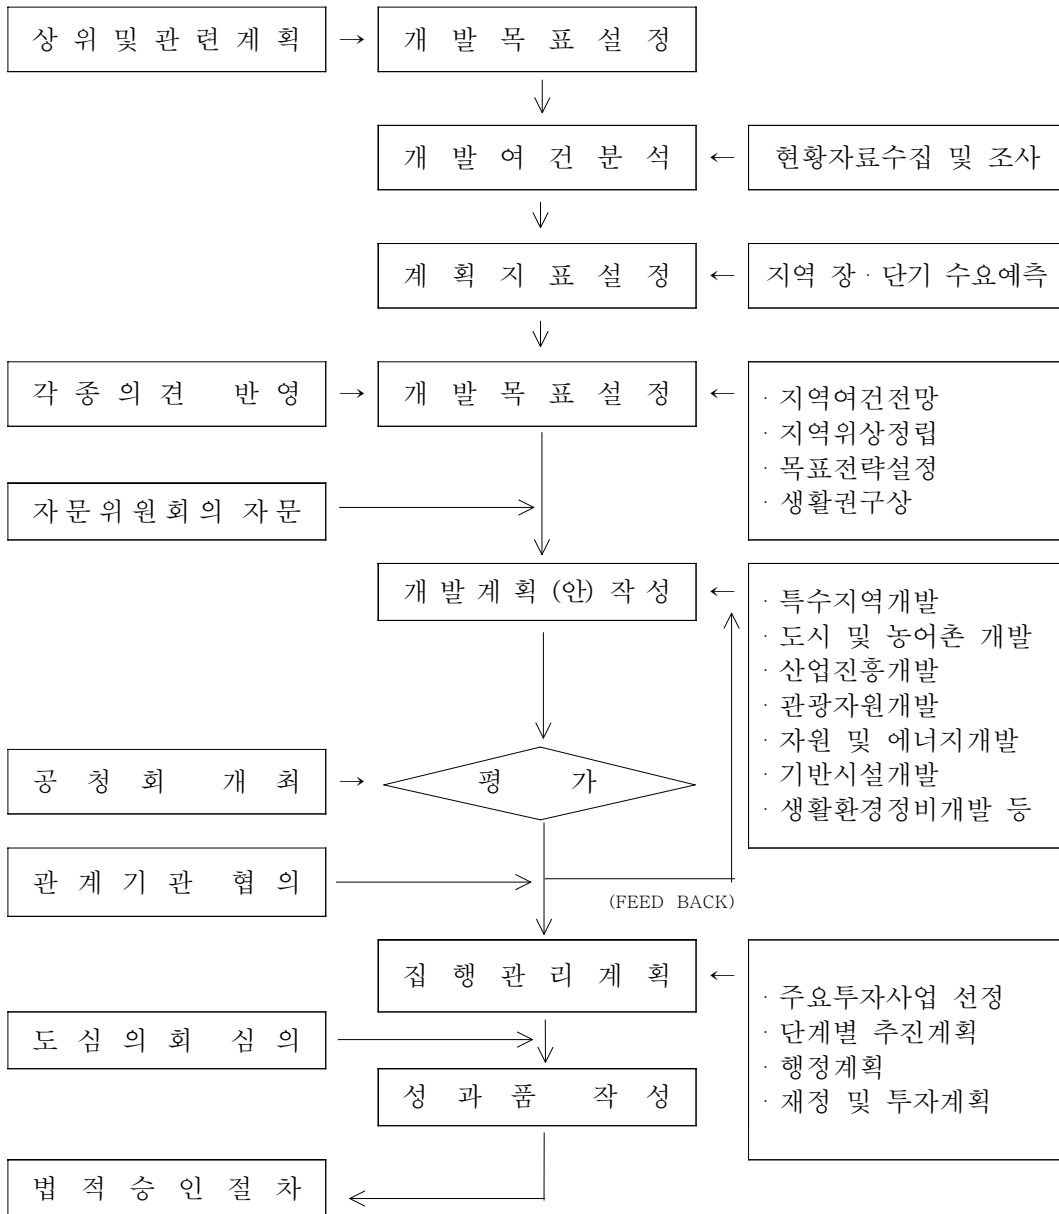 상위및관련계획 → 개발목표설정
개발여건분석 ← 현황자료수집 및 조사
계획지표설정 ← 지역 장·단기 수요예측
각종의견 반영 → 개발목표설정 ←
· 지역여건전망
· 지역위상정립
· 목표전략설정
· 생활권구상
자문위원회의 자문
개발계획(안)작성 ←
· 특수지역개발
· 도시 및 농어촌 개발
· 산업진흥개발
· 관광자원개발
· 자원 및 에너지개발
· 기반시설개발
· 생활환경정비개발 등
공청회 개최 → 평가
관계기관 협의
(FEED BACK)
집행관리계획 ←
· 주요투자사업 선정
· 단계별 추진계획
· 행정계획
· 재정 및 투자계획
도심의회 심의
성과품 작성
법적승인절차